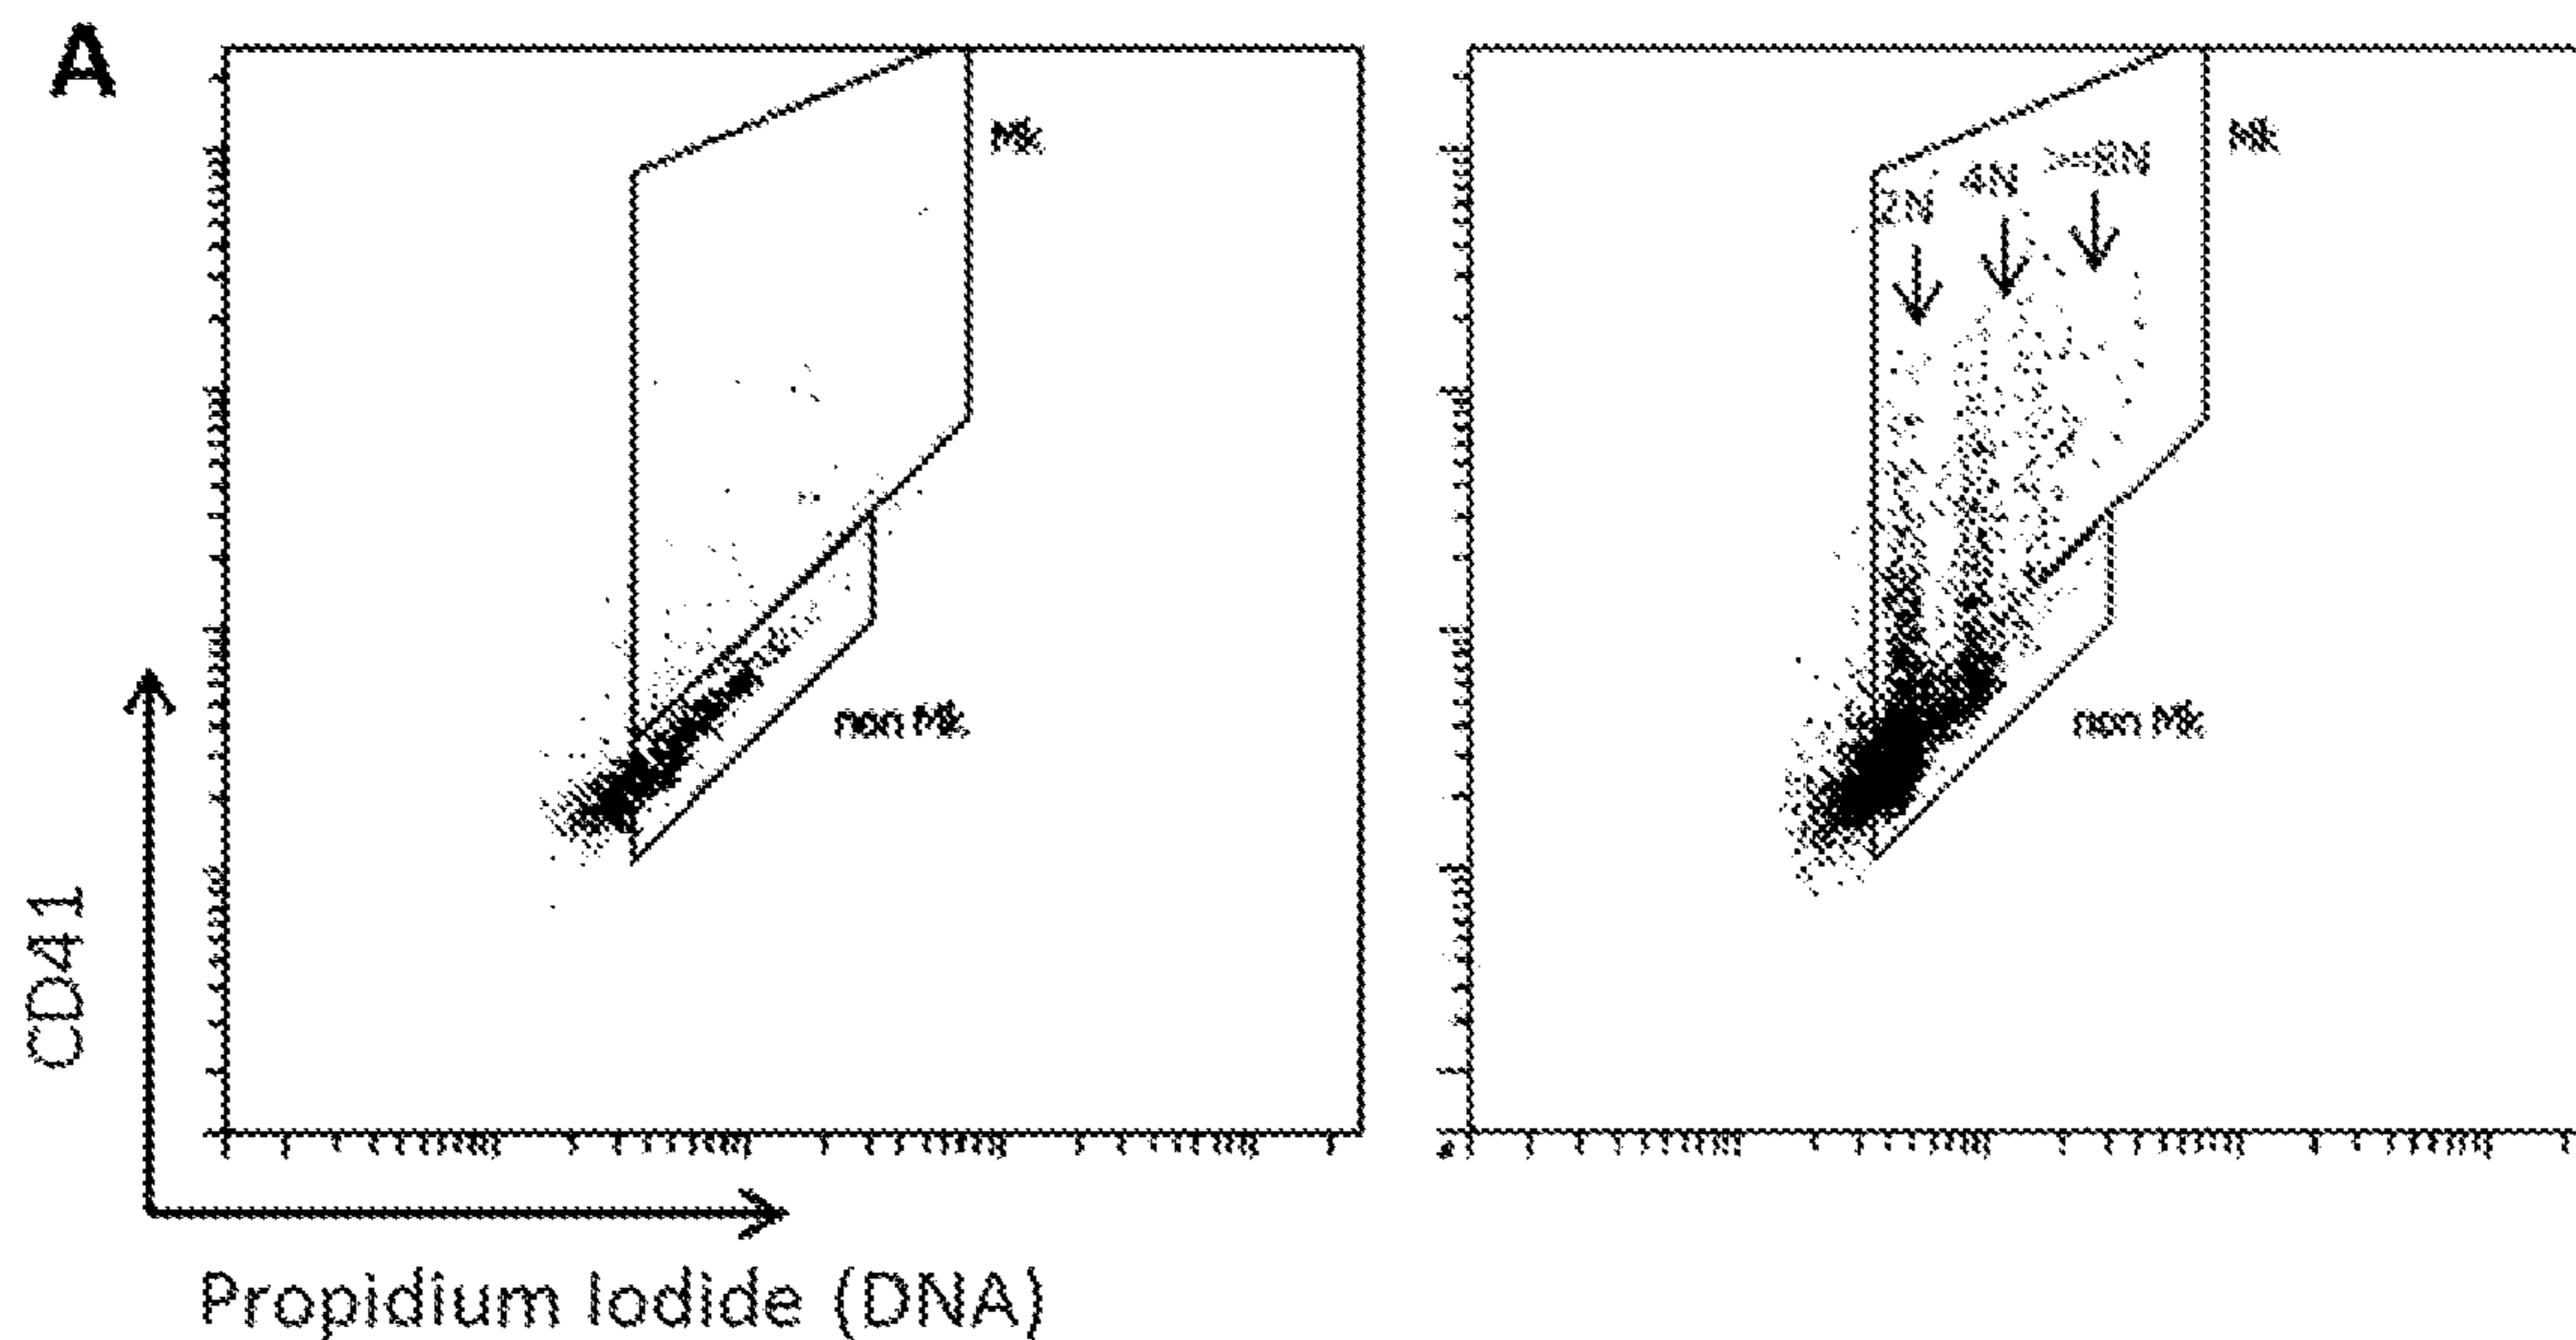 A
Mk
non Mk
2N
4N
>=8N
Mk
non Mk
CD41
Propidium Iodide (DNA)